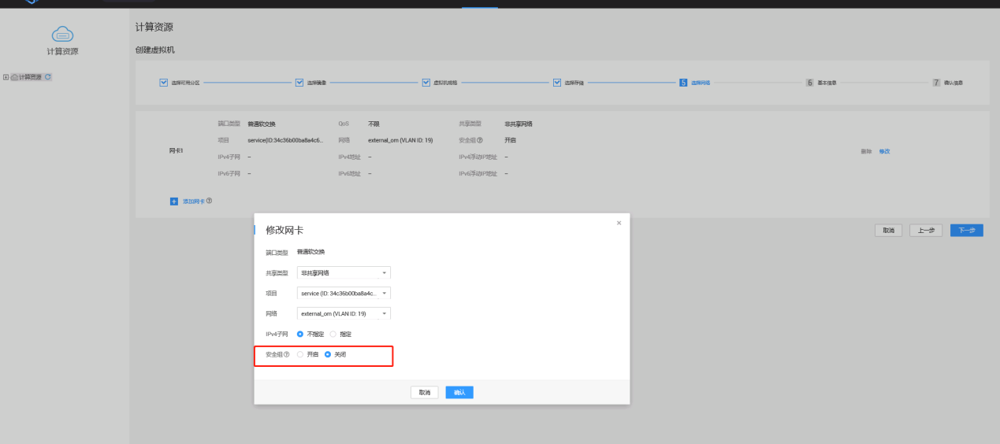 计算资源
计算资源
计算资源
创建虚拟机
选择可用分区 选择镜像 虚拟机规格 选择存储 5 选择网络 6 基本信息 7 确认信息
端口类型 普通软交换 QoS 不限 共享类型 非共享网络
项目 service(ID:34c36b00ba8a4c6... 网络 external_om (VLAN ID: 19) 安全组 ? 开启
网卡1 删除 修改
IPv4子网 – IPv4地址 – IPv4浮动IP地址 –
IPv6子网 – IPv6地址 – IPv6浮动IP地址 –
+ 添加网卡 ?
取消 上一步 下一步
修改网卡 ×
端口类型 普通软交换
共享类型 非共享网络
项目 service (ID: 34c36b00ba8a4c...
网络 external_om (VLAN ID: 19)
IPv4子网 不指定 指定
安全组 ? 开启 关闭
取消 确认